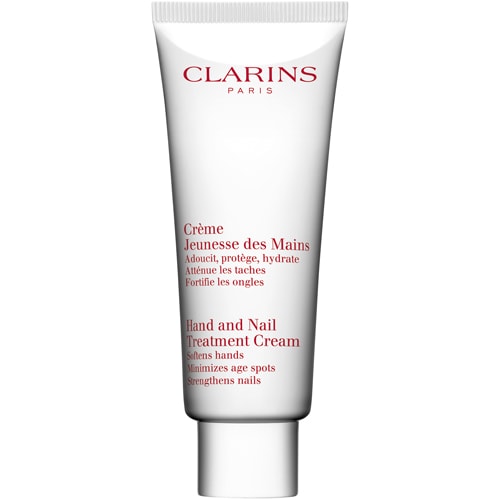 CLARINS
PARIS
Crème
Jeunesse des Mains
Adoucit, protège, hydrate
Atténue les taches
Fortifie les ongles
Hand and Nail
Treatment Cream
Softens hands
Minimizes age spots
Strengthens nails